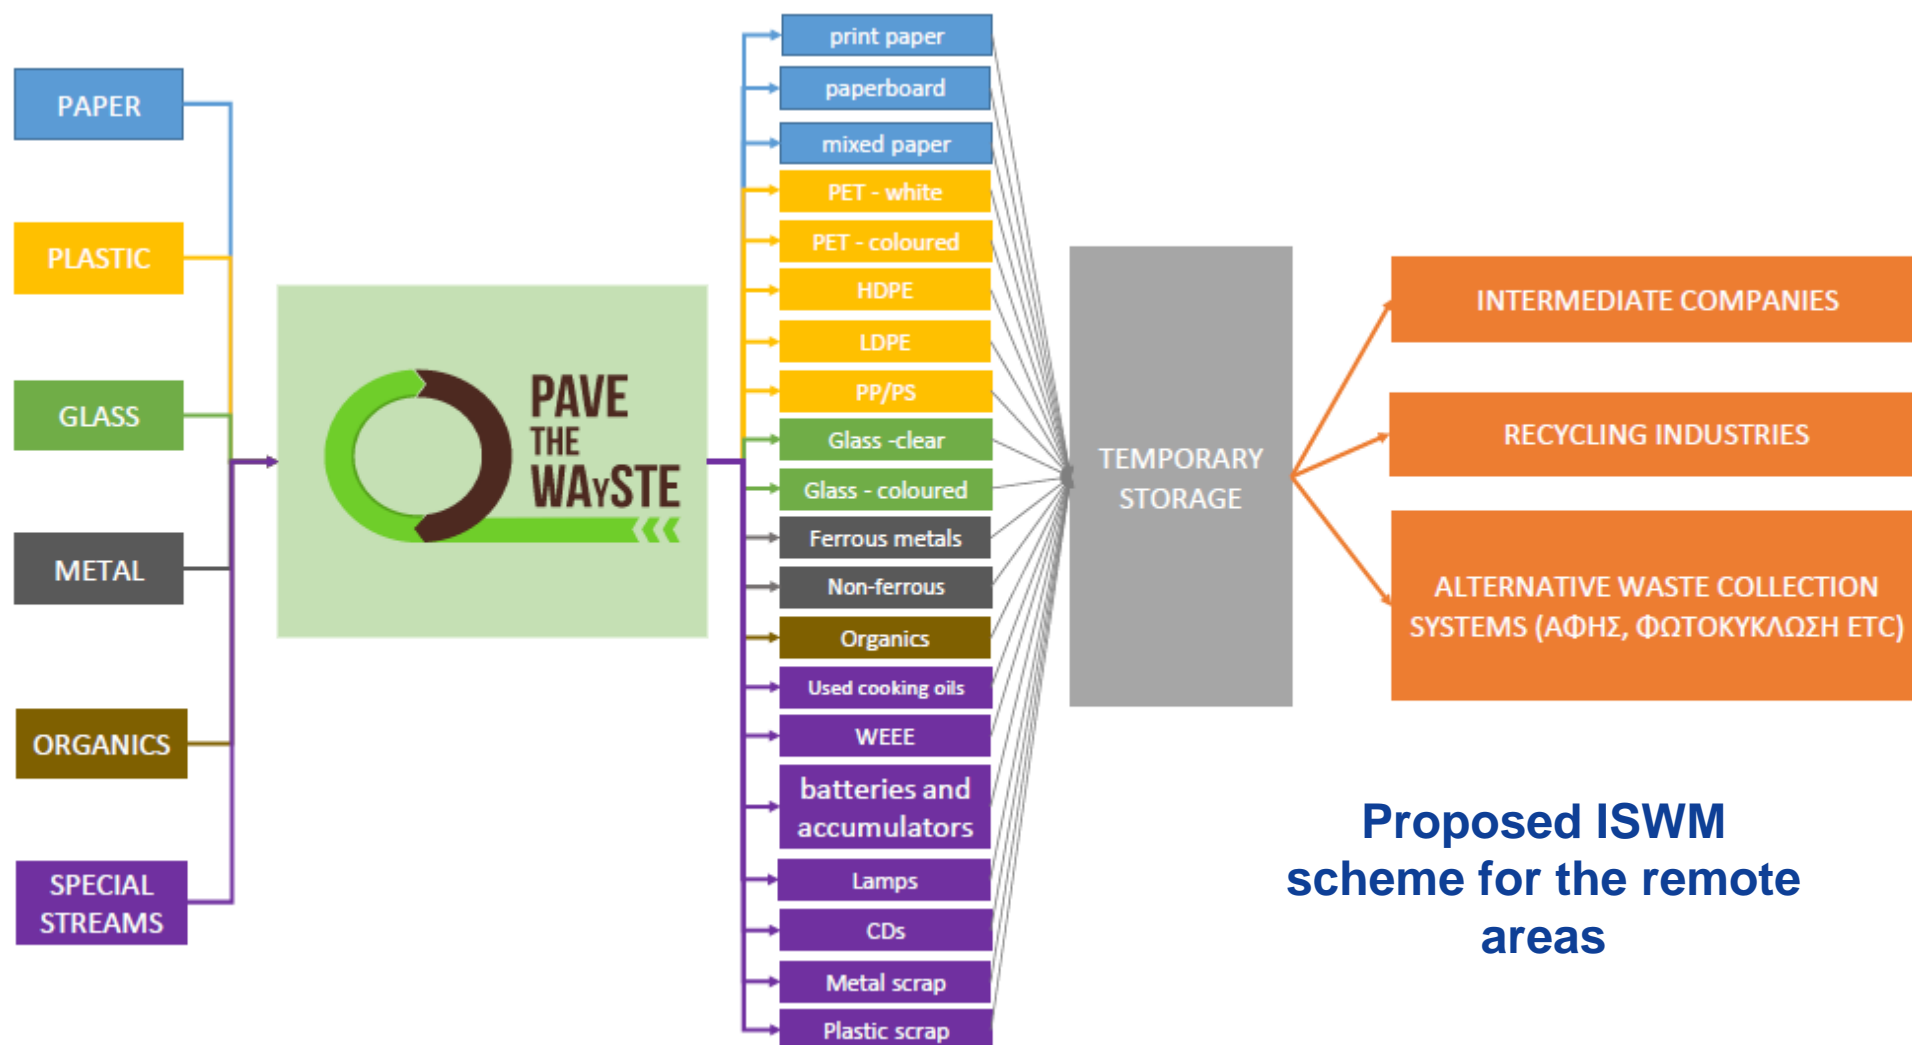 PAPER
PLASTIC
GLASS
METAL
ORGANICS
SPECIAL
STREAMS
PAVE
THE
WAySTE
print paper
paperboard
mixed paper
PET - white
PET - coloured
HDPE
LDPE
PP/PS
Glass -clear
Glass - coloured
Ferrous metals
Non-ferrous
Organics
Used cooking oils
WEEE
batteries and
accumulators
Lamps
CDs
Metal scrap
Plastic scrap
TEMPORARY
STORAGE
INTERMEDIATE COMPANIES
RECYCLING INDUSTRIES
ALTERNATIVE WASTE COLLECTION
SYSTEMS (ΑΦΗΣ, ΦΩΤΟΚΥΚΛΩΣΗ ETC)
Proposed ISWM
scheme for the remote
areas